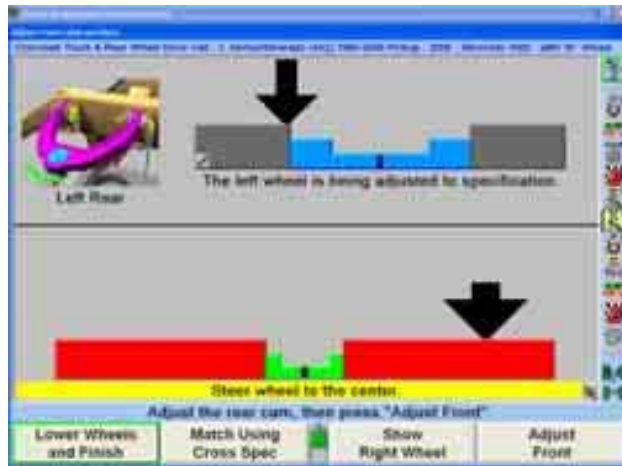 Left Rear
The left wheel is being adjusted to specification.
Steer wheel to the center.
Adjust the rear cam, then press "Adjust Front"
Lower Wheels
and Finish
Match Using
Cross Spec
Show
Right Wheel
Adjust
Front